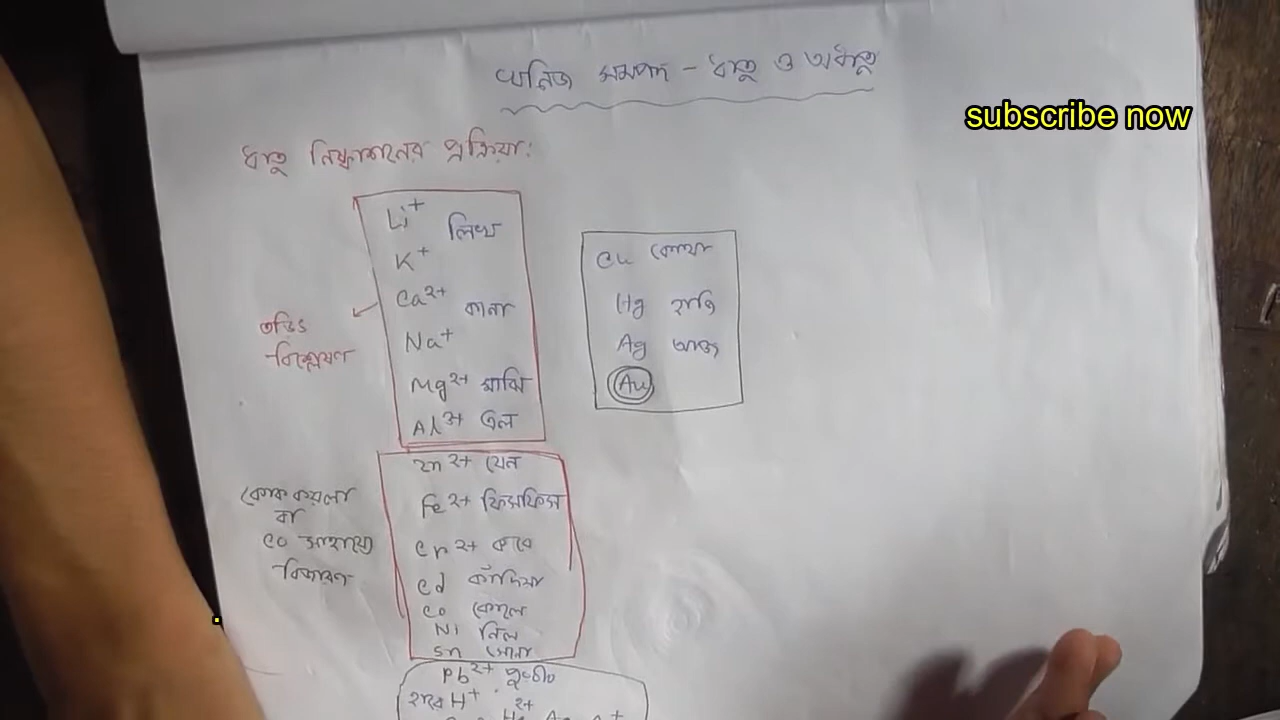 খনিজ সম্পদ - ধাতু ও অধাতু
subscribe now
ধাতু নিষ্কাশনের প্রক্রিয়া:
Li⁺ লিখ
K⁺
Ca²⁺ কানা
Na⁺
Mg²⁺ মাঝি
Al³⁺ এল
তড়িৎ
বিশ্লেষণ
Cu কোথা
Hg হাজি
Ag আজ
Au
Zn²⁺ যেন
Fe²⁺ ফিসফিস
Cr²⁺ করে
Cd কাঁদিয়া
Co কোলে
Ni নিল
Sn সোনা
কোক কয়লা
বা
CO সাহায্যে
বিজারণ
Pb²⁺
H⁺